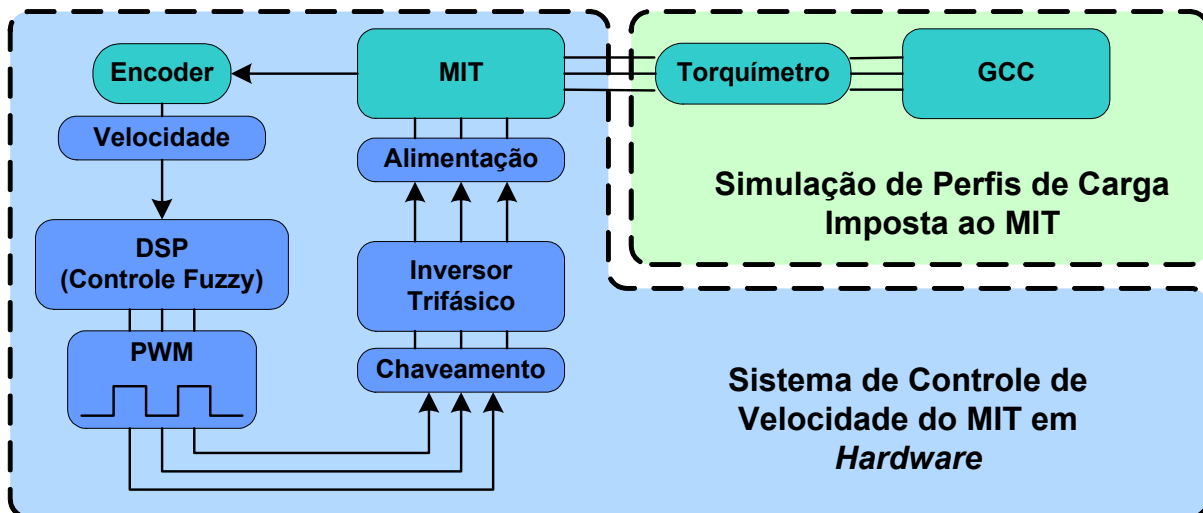 Encoder
MIT
Torquímetro
GCC
Velocidade
Alimentação
Simulação de Perfis de Carga
Imposta ao MIT
DSP
(Controle Fuzzy)
Inversor
Trifásico
PWM
Chaveamento
Sistema de Controle de
Velocidade do MIT em
Hardware